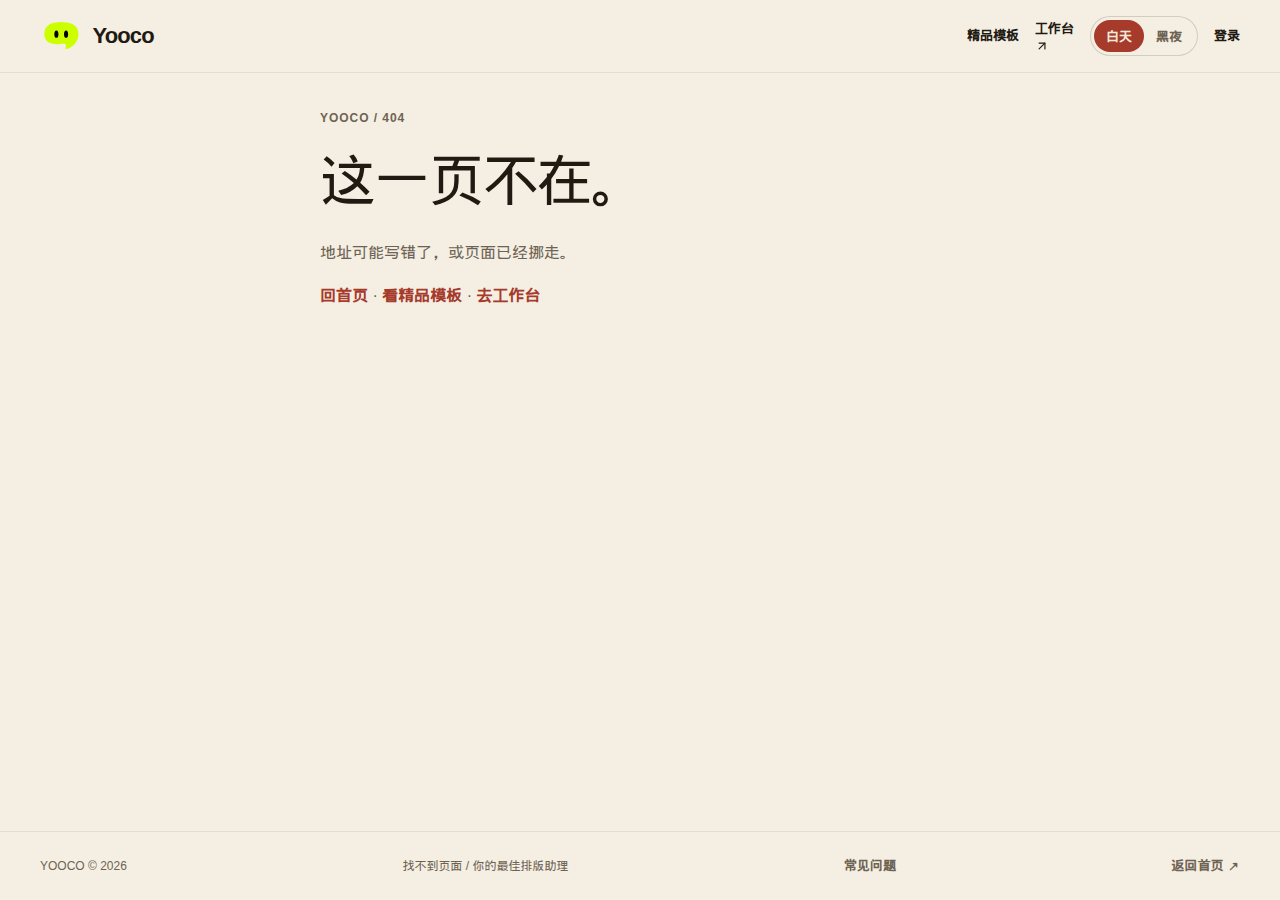 Yooco
精品模板
工作台
↗
白天
黑夜
登录
YOOCO / 404
这一页不在。
地址可能写错了，或页面已经挪走。
回首页 · 看精品模板 · 去工作台
YOOCO © 2026
找不到页面 / 你的最佳排版助理
常见问题
返回首页 ↗